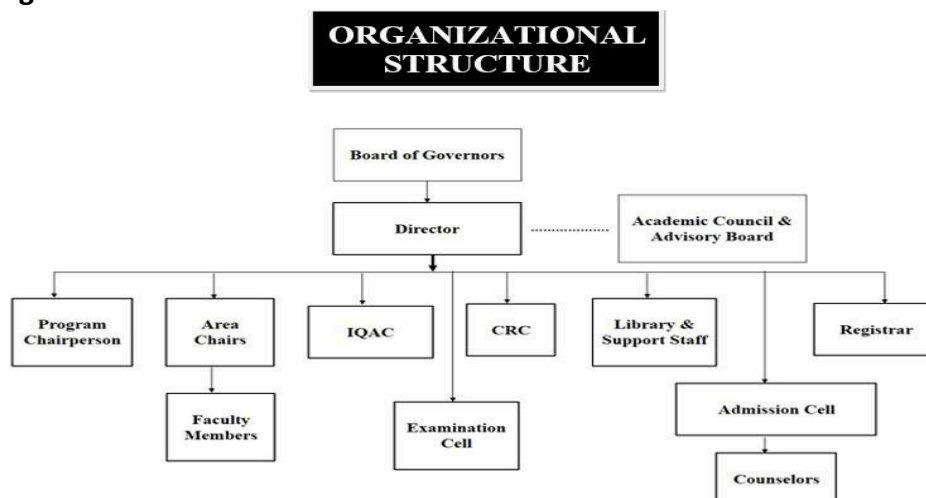 g
ORGANIZATIONAL
STRUCTURE
Board of Governors
Director
Academic Council &
Advisory Board
Program
Chairperson
Area
Chairs
IQAC
CRC
Library &
Support Staff
Registrar
Faculty
Members
Examination
Cell
Admission Cell
Counselors